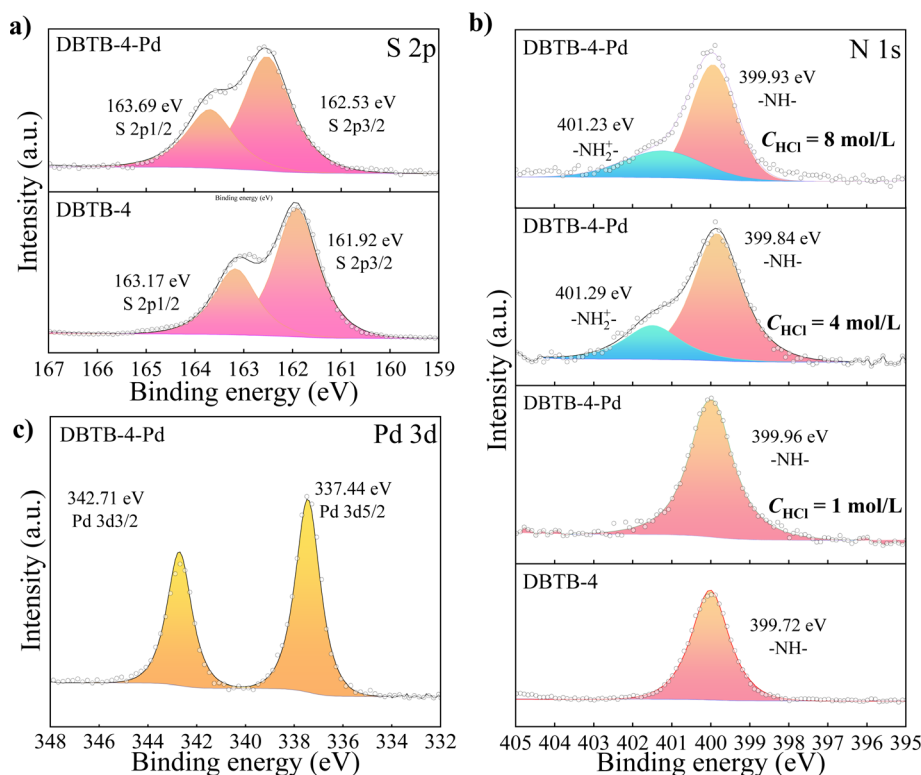 a)
DBTB-4-Pd
S 2p
163.69 eV
S 2p1/2
162.53 eV
S 2p3/2
Binding energy (eV)
DBTB-4
163.17 eV
S 2p1/2
161.92 eV
S 2p3/2
Intensity (a.u.)
167 166 165 164 163 162 161 160 159
Binding energy (eV)
c)
DBTB-4-Pd
Pd 3d
342.71 eV
Pd 3d3/2
337.44 eV
Pd 3d5/2
Intensity (a.u.)
348 346 344 342 340 338 336 334 332
Binding energy (eV)
b)
DBTB-4-Pd
N 1s
399.93 eV
-NH-
401.23 eV
-NH₂⁺-
C_HCl = 8 mol/L
DBTB-4-Pd
399.84 eV
-NH-
401.29 eV
-NH₂⁺-
C_HCl = 4 mol/L
DBTB-4-Pd
399.96 eV
-NH-
C_HCl = 1 mol/L
DBTB-4
399.72 eV
-NH-
Intensity (a.u.)
405 404 403 402 401 400 399 398 397 396 395
Binding energy (eV)